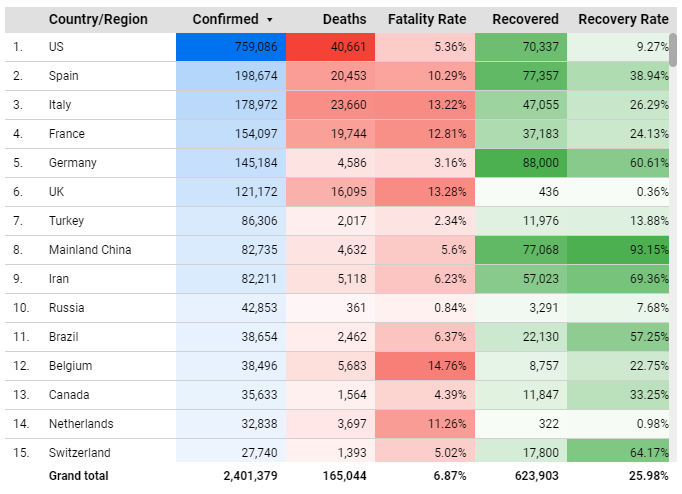 Country/Region Confirmed Deaths Fatality Rate Recovered Recovery Rate
1. US 759,086 40,661 5.36% 70,337 9.27%
2. Spain 198,674 20,453 10.29% 77,357 38.94%
3. Italy 178,972 23,660 13.22% 47,055 26.29%
4. France 154,097 19,744 12.81% 37,183 24.13%
5. Germany 145,184 4,586 3.16% 88,000 60.61%
6. UK 121,172 16,095 13.28% 436 0.36%
7. Turkey 86,306 2,017 2.34% 11,976 13.88%
8. Mainland China 82,735 4,632 5.6% 77,068 93.15%
9. Iran 82,211 5,118 6.23% 57,023 69.36%
10. Russia 42,853 361 0.84% 3,291 7.68%
11. Brazil 38,654 2,462 6.37% 22,130 57.25%
12. Belgium 38,496 5,683 14.76% 8,757 22.75%
13. Canada 35,633 1,564 4.39% 11,847 33.25%
14. Netherlands 32,838 3,697 11.26% 322 0.98%
15. Switzerland 27,740 1,393 5.02% 17,800 64.17%
Grand total 2,401,379 165,044 6.87% 623,903 25.98%